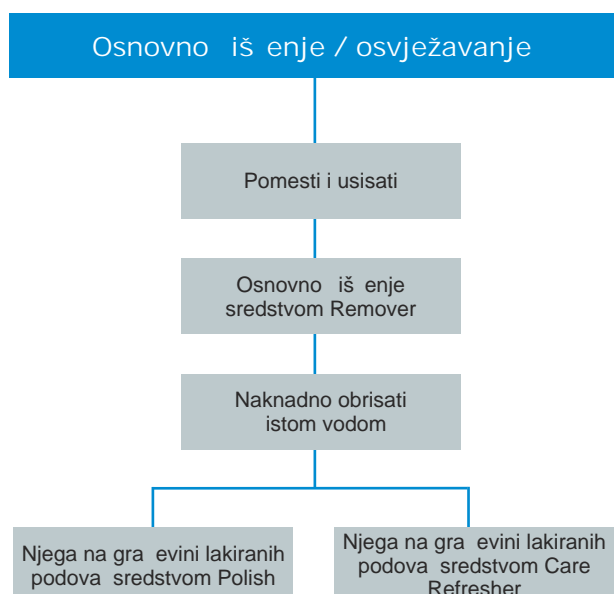 Osnovno iš enje / osvježavanje
Pomesti i usisati
Osnovno iš enje
sredstvom Remover
Naknadno obrisati
istom vodom
Njega na gra evini lakiranih
podova sredstvom Polish
Njega na gra evini lakiranih
podova sredstvom Care
Refresher